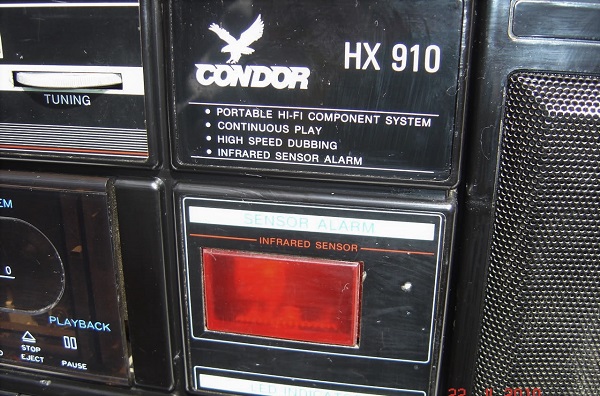 CONDOR
HX 910
TUNING
• PORTABLE HI-FI COMPONENT SYSTEM
• CONTINUOUS PLAY
• HIGH SPEED DUBBING
• INFRARED SENSOR ALARM
SENSOR ALARM
INFRARED SENSOR
0
PLAYBACK
STOP
EJECT
PAUSE